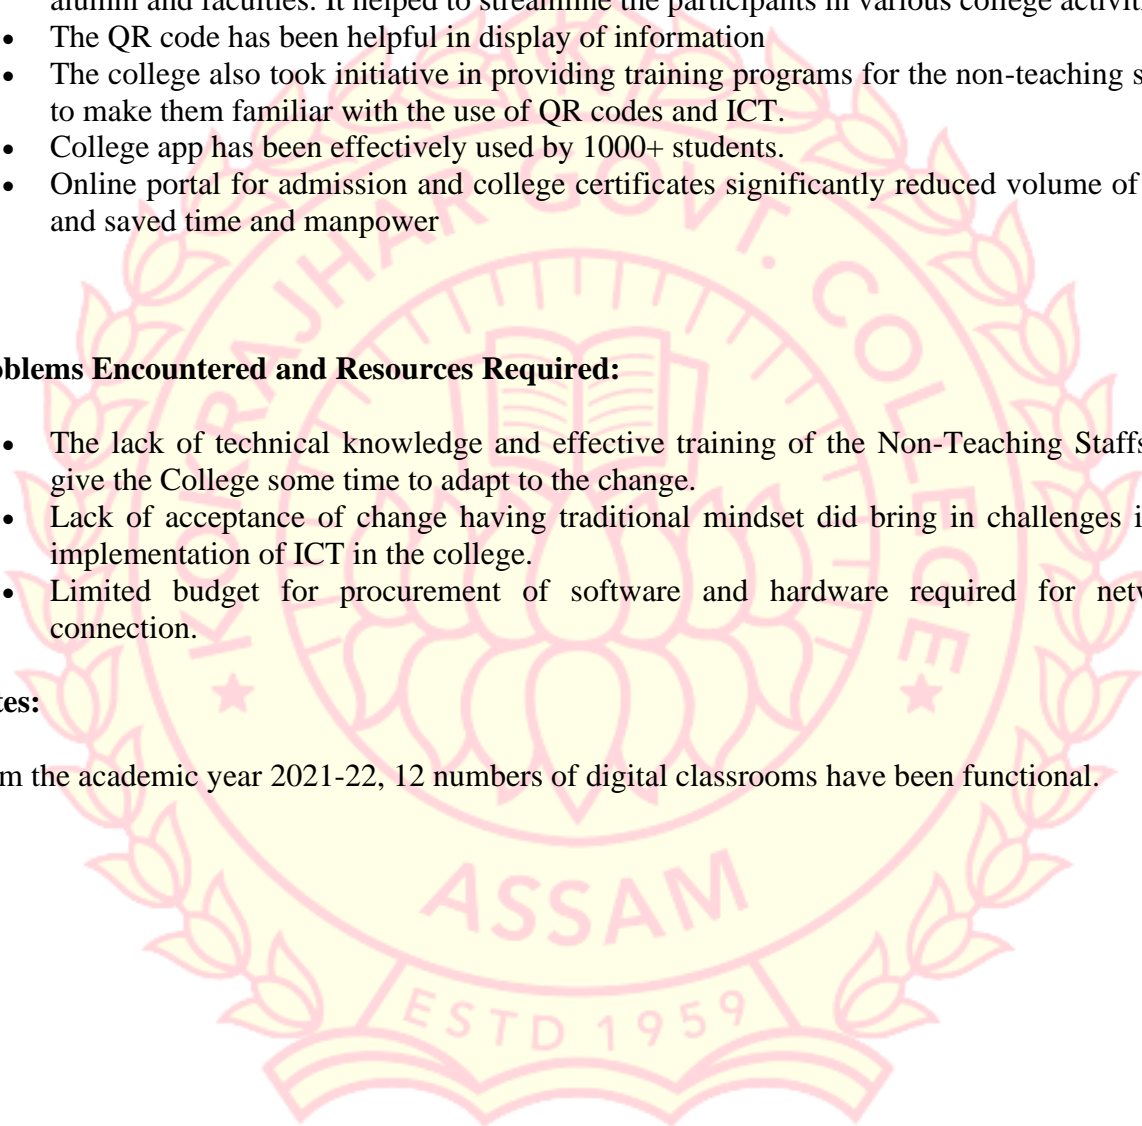 alumni and faculties. It helped to streamline the participants in various college activit
• The QR code has been helpful in display of information
• The college also took initiative in providing training programs for the non-teaching s
to make them familiar with the use of QR codes and ICT.
• College app has been effectively used by 1000+ students.
• Online portal for admission and college certificates significantly reduced volume of
and saved time and manpower
oblems Encountered and Resources Required:
• The lack of technical knowledge and effective training of the Non-Teaching Staffs
give the College some time to adapt to the change.
• Lack of acceptance of change having traditional mindset did bring in challenges i
implementation of ICT in the college.
• Limited budget for procurement of software and hardware required for netw
connection.
tes:
m the academic year 2021-22, 12 numbers of digital classrooms have been functional.
KOKRAJHAR GOVT. COLLEGE
ASSAM
ESTD 1959